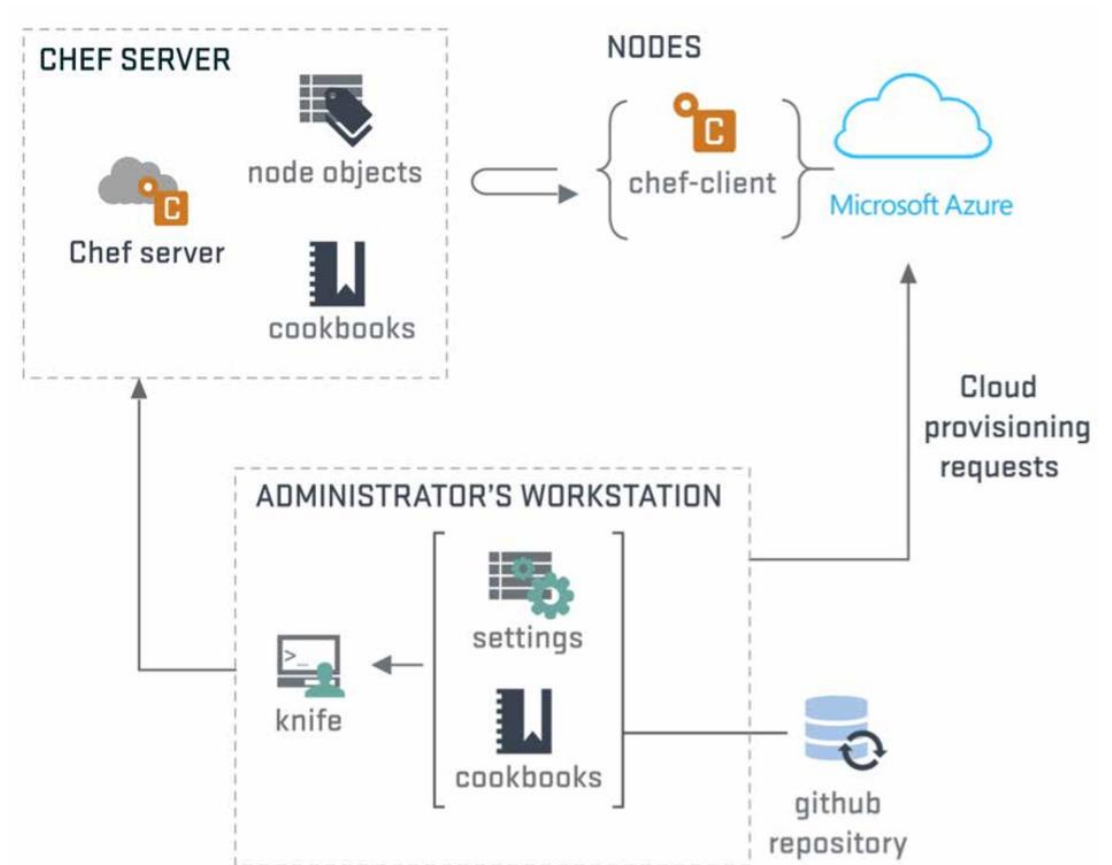 CHEF SERVER
node objects
C
Chef server
cookbooks
NODES
C
chef-client
Microsoft Azure
Cloud
provisioning
requests
ADMINISTRATOR'S WORKSTATION
settings
>_
knife
cookbooks
github
repository